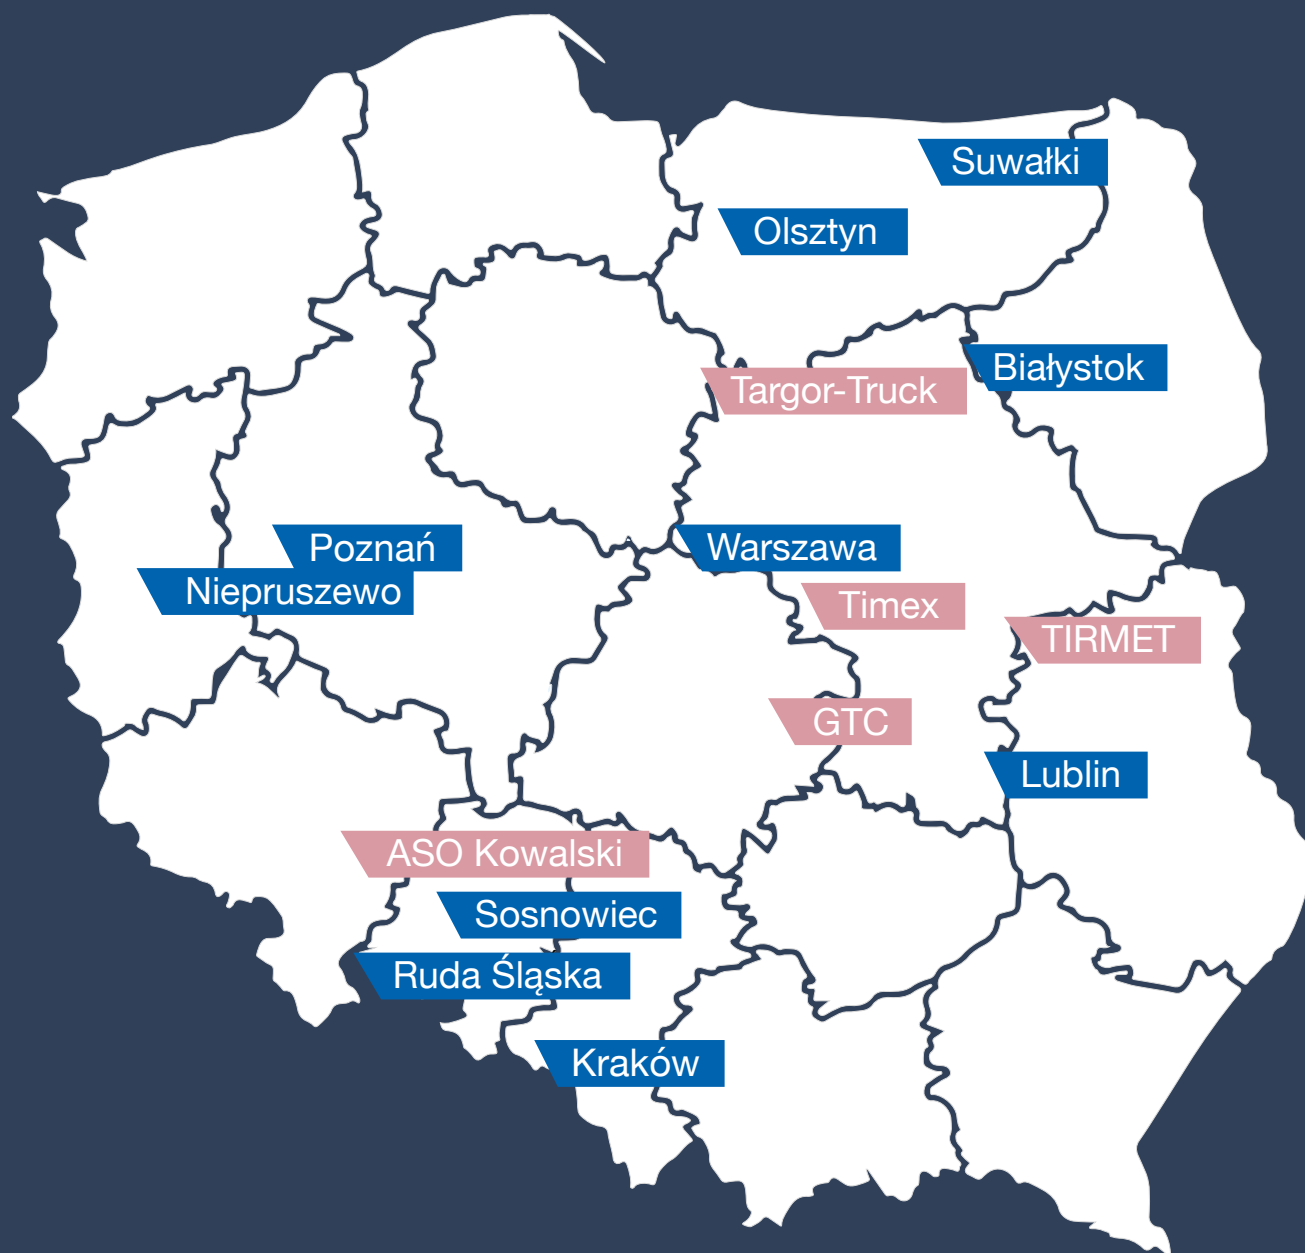 Suwałki
Olsztyn
Białystok
Targor-Truck
Poznań
Warszawa
Niepruszewo
Timex
TIRMET
GTC
Lublin
ASO Kowalski
Sosnowiec
Ruda Śląska
Kraków